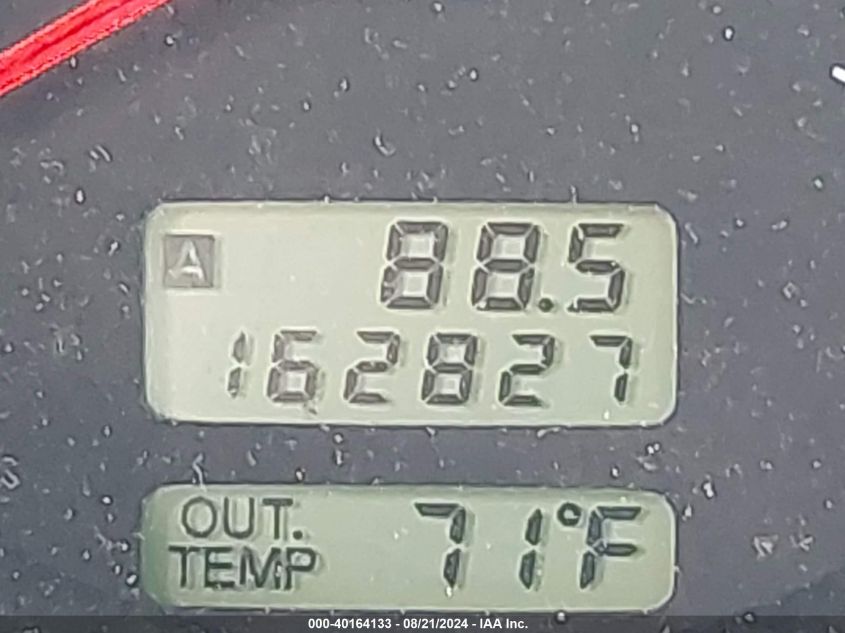 A 88.5
162827
OUT. 71°F
TEMP
000-40164133 - 08/21/2024 - IAA Inc.